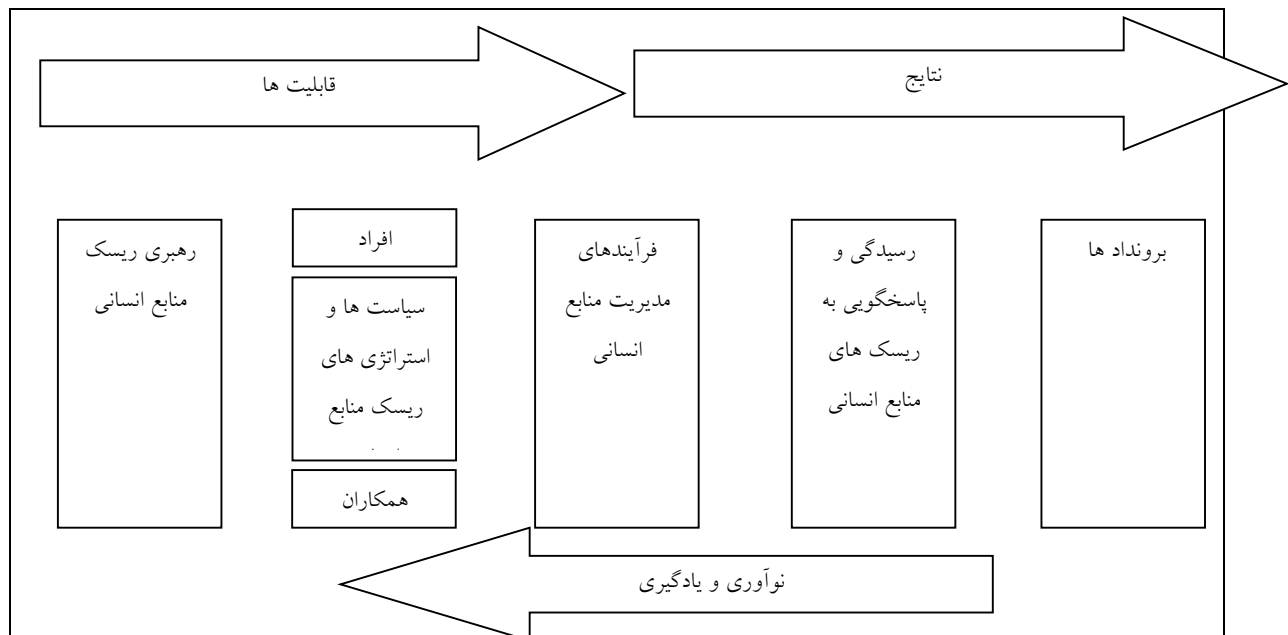 قابلیت ها
نتایج
رهبری ریسک
منابع انسانی
افراد
سیاست ها و
استراتژی های
ریسک منابع
همکاران
فرآیندهای
مدیریت منابع
انسانی
رسیدگی و
پاسخگویی به
ریسک های
منابع انسانی
برونداد ها
نوآوری و یادگیری